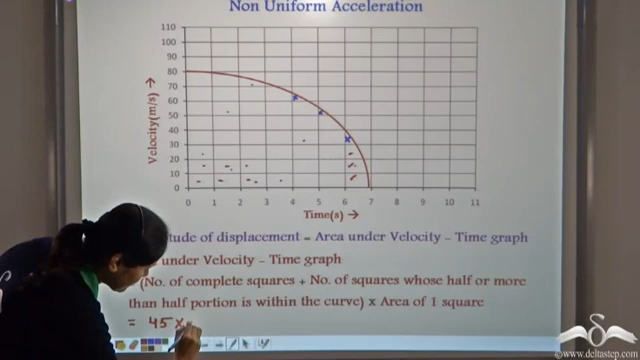 Non Uniform Acceleration
110
100
90
80
70
60
50
40
30
20
10
0
Velocity(m/s) →
0 1 2 3 4 5 6 7 8 9 10 11
Time(s) →
tude of displacement = Area under Velocity – Time graph
under Velocity – Time graph
(No. of complete squares + No. of squares whose half or more
than half portion is within the curve) x Area of 1 square
= 45 x
©www.deltastep.com